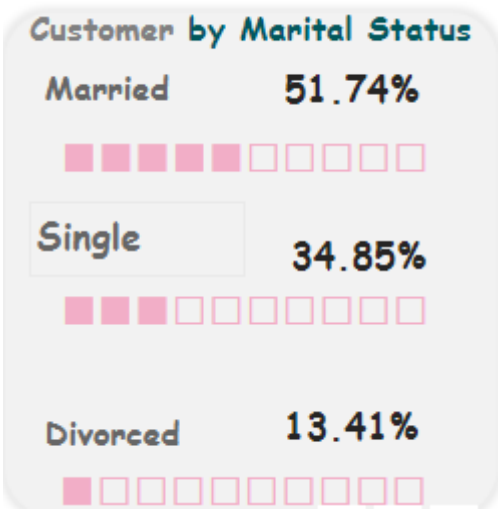 Customer by Marital Status
Married 51.74%
Single 34.85%
Divorced 13.41%